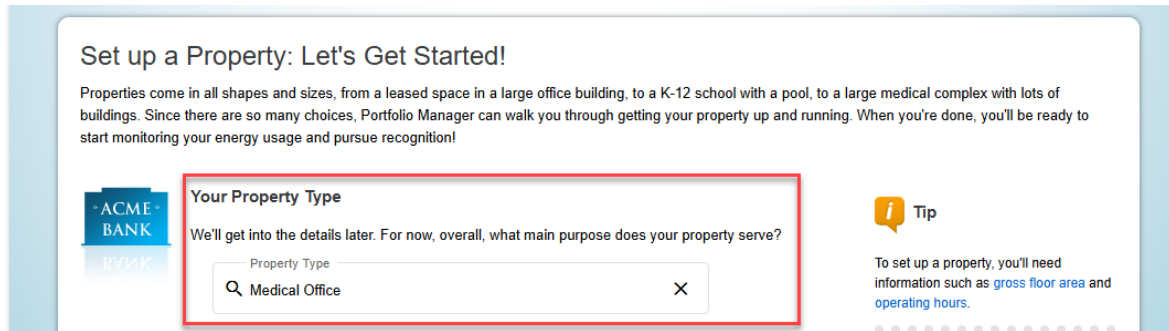 Set up a Property: Let's Get Started!
Properties come in all shapes and sizes, from a leased space in a large office building, to a K-12 school with a pool, to a large medical complex with lots of
buildings. Since there are so many choices, Portfolio Manager can walk you through getting your property up and running. When you're done, you'll be ready to
start monitoring your energy usage and pursue recognition!
ACME
BANK
BANK
Your Property Type
We'll get into the details later. For now, overall, what main purpose does your property serve?
Property Type
Medical Office
i
Tip
To set up a property, you'll need
information such as gross floor area and
operating hours.